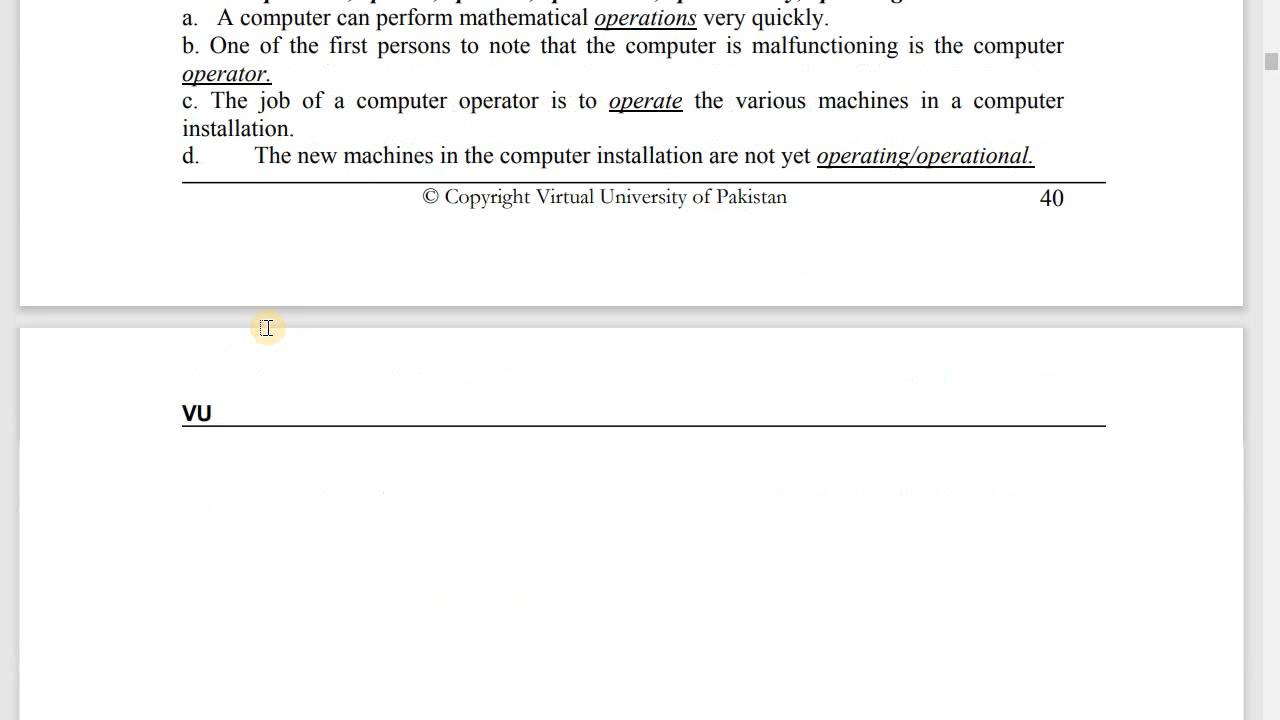 a. A computer can perform mathematical operations very quickly.
b. One of the first persons to note that the computer is malfunctioning is the computer
operator.
c. The job of a computer operator is to operate the various machines in a computer
installation.
d. The new machines in the computer installation are not yet operating/operational.
© Copyright Virtual University of Pakistan 40
VU